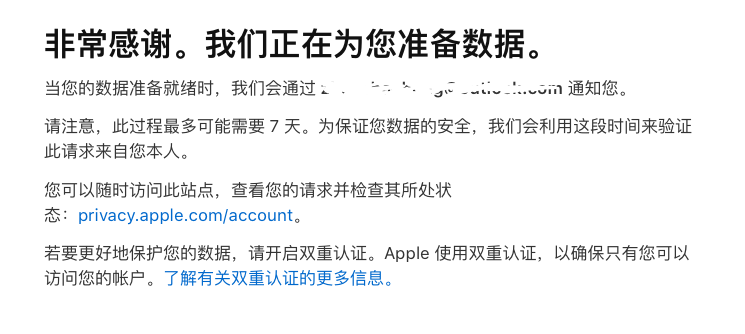 非常感谢。我们正在为您准备数据。
当您的数据准备就绪时，我们会通过 @outlook.com 通知您。
请注意，此过程最多可能需要 7 天。为保证您数据的安全，我们会利用这段时间来验证
此请求来自您本人。
您可以随时访问此站点，查看您的请求并检查其所处状
态：privacy.apple.com/account。
若要更好地保护您的数据，请开启双重认证。Apple 使用双重认证，以确保只有您可以
访问您的帐户。了解有关双重认证的更多信息。